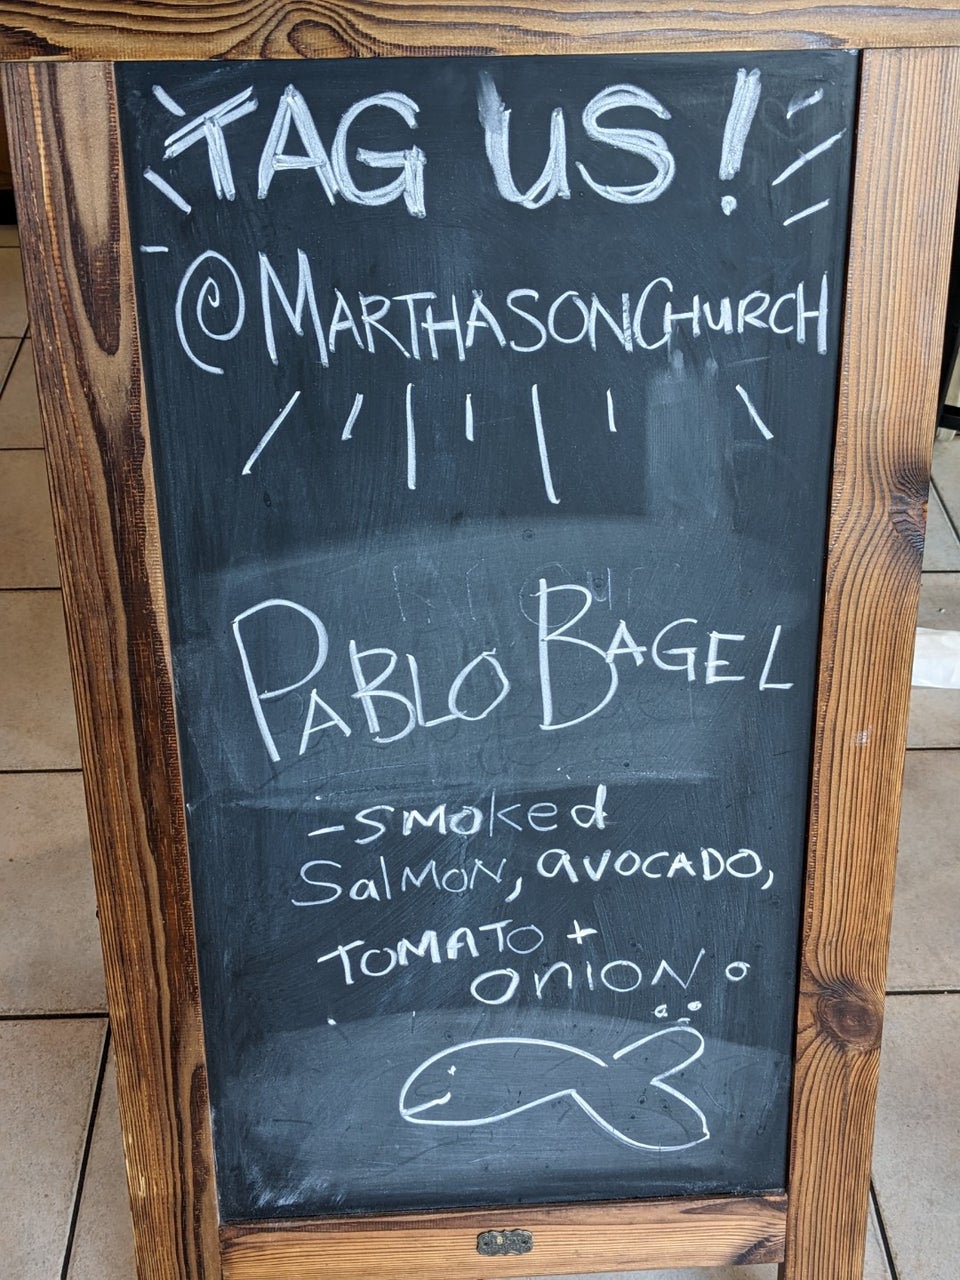 TAG US!
@MARTHASONCHURCH
PABLO BAGEL
- smoked
Salmon, avocado,
TOMATO +
onion